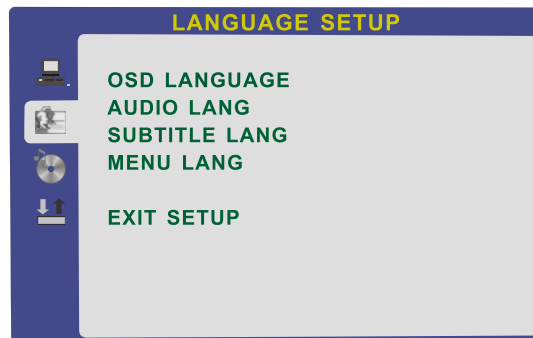 LANGUAGE SETUP
OSD LANGUAGE
AUDIO LANG
SUBTITLE LANG
MENU LANG
EXIT SETUP